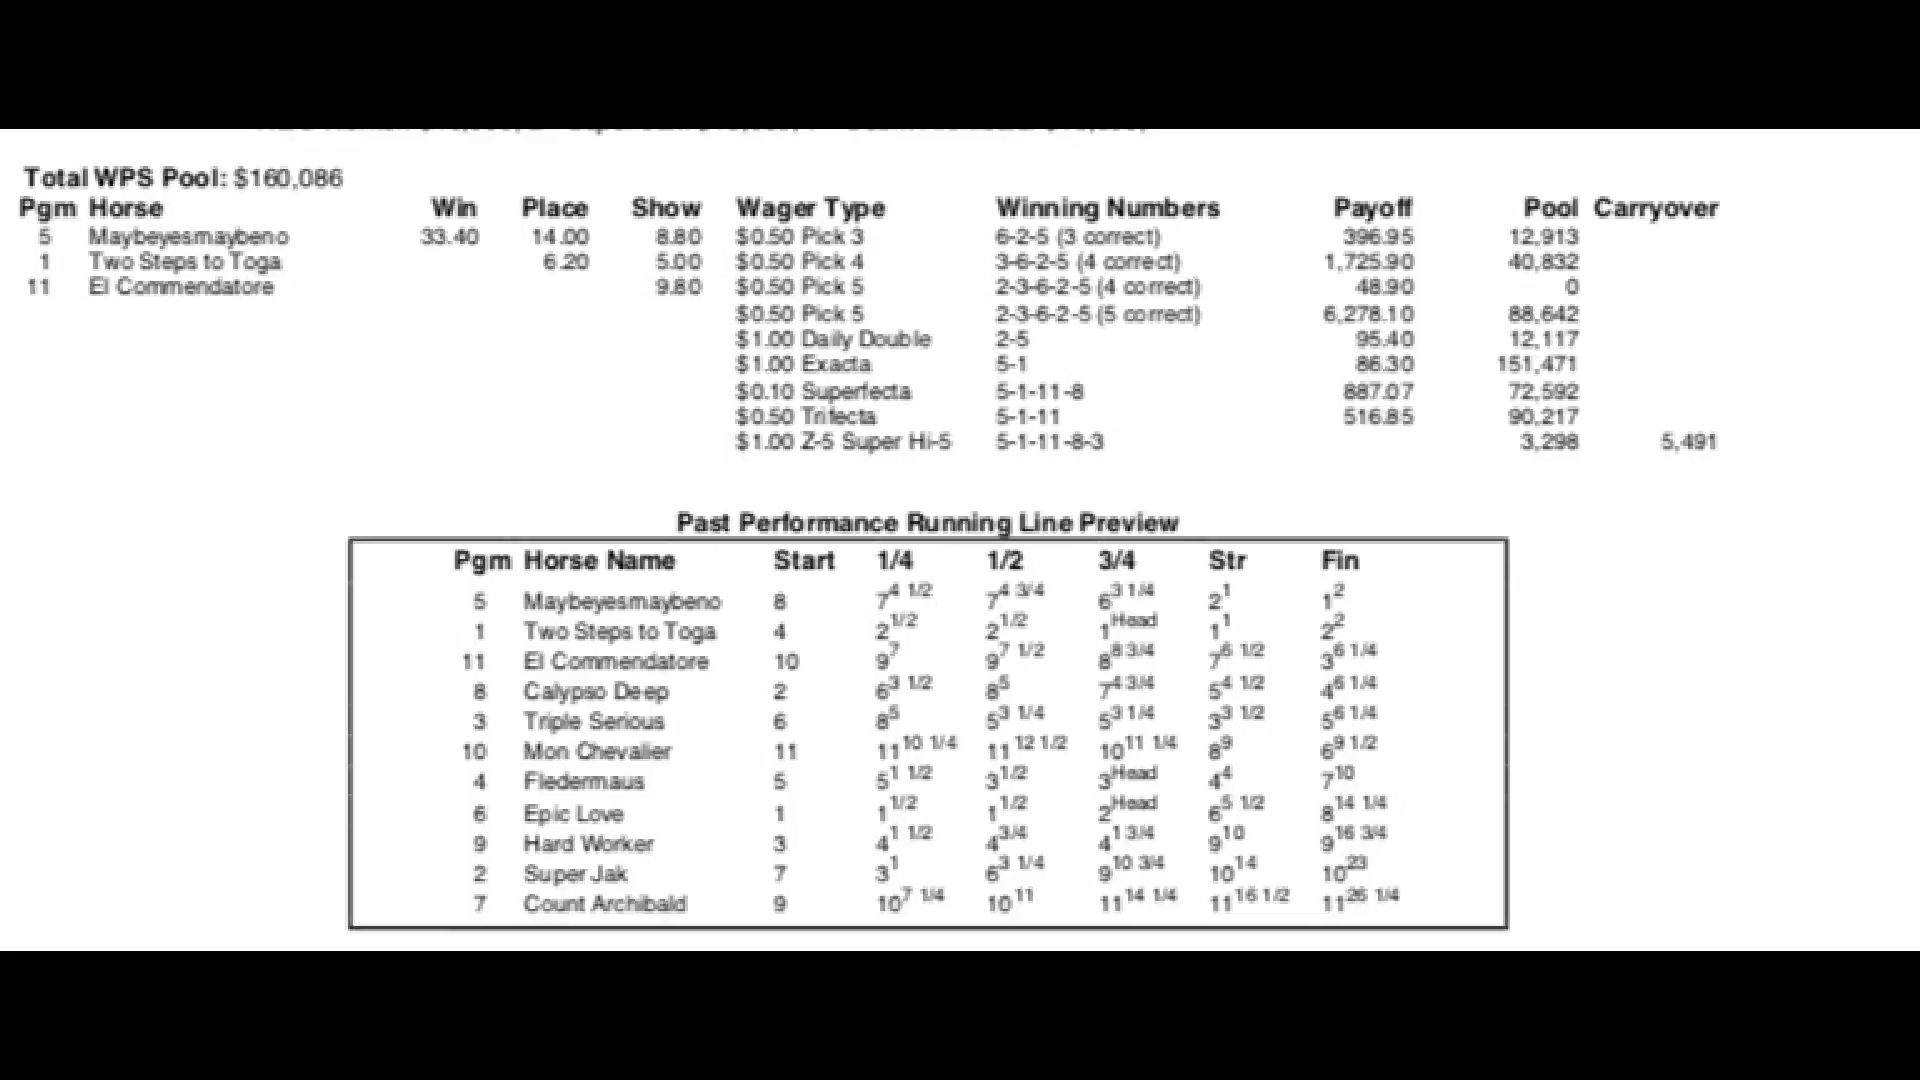 Total WPS Pool: $160,086
Pgm Horse Win Place Show Wager Type Winning Numbers Payoff Pool Carryover
5 Maybeyesmaybeno 33.40 14.00 8.80 $0.50 Pick 3 6-2-5 (3 correct) 396.95 12,913
1 Two Steps to Toga 6.20 5.00 $0.50 Pick 4 3-6-2-5 (4 correct) 1,725.90 40,832
11 El Commendatore 9.80 $0.50 Pick 5 2-3-6-2-5 (4 correct) 48.90 0
$0.50 Pick 5 2-3-6-2-5 (5 correct) 6,278.10 88,642
$1.00 Daily Double 2-5 95.40 12,117
$1.00 Exacta 5-1 86.30 151,471
$0.10 Superfecta 5-1-11-8 887.07 72,592
$0.50 Trifecta 5-1-11 516.85 90,217
$1.00 Z-5 Super Hi-5 5-1-11-8-3 3,298 5,491
Past Performance Running Line Preview
Pgm Horse Name Start 1/4 1/2 3/4 Str Fin
5 Maybeyesmaybeno 8 7 4 1/2 7 4 3/4 6 3 1/4 2 1 1 2
1 Two Steps to Toga 4 2 1/2 2 1/2 1 Head 1 1 2 2
11 El Commendatore 10 9 7 9 7 1/2 8 8 3/4 7 6 1/2 3 6 1/4
8 Calypso Deep 2 6 3 1/2 8 5 7 4 3/4 5 4 1/2 4 6 1/4
3 Triple Serious 6 8 5 5 3 1/4 5 3 1/4 3 3 1/2 5 6 1/4
10 Mon Chevalier 11 11 10 1/4 11 12 1/2 10 11 1/4 8 9 6 9 1/2
4 Fledermaus 5 5 1 1/2 3 1/2 3 Head 4 4 7 10
6 Epic Love 1 1 1/2 1 1/2 2 Head 6 5 1/2 8 14 1/4
9 Hard Worker 3 4 1 1/2 4 3/4 4 1 3/4 9 10 9 16 3/4
2 Super Jak 7 3 1 6 3 1/4 9 10 3/4 10 14 10 23
7 Count Archibald 9 10 7 1/4 10 11 11 14 1/4 11 16 1/2 11 26 1/4